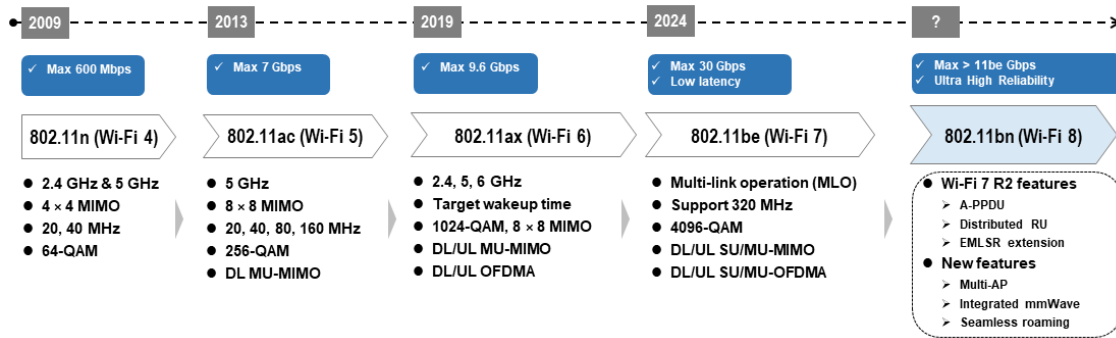 2009
2013
2019
2024
?
✓ Max 600 Mbps
✓ Max 7 Gbps
✓ Max 9.6 Gbps
✓ Max 30 Gbps
✓ Low latency
✓ Max > 11be Gbps
✓ Ultra High Reliability
802.11n (Wi-Fi 4)
802.11ac (Wi-Fi 5)
802.11ax (Wi-Fi 6)
802.11be (Wi-Fi 7)
802.11bn (Wi-Fi 8)
● 2.4 GHz & 5 GHz
● 4 × 4 MIMO
● 20, 40 MHz
● 64-QAM
● 5 GHz
● 8 × 8 MIMO
● 20, 40, 80, 160 MHz
● 256-QAM
● DL MU-MIMO
● 2.4, 5, 6 GHz
● Target wakeup time
● 1024-QAM, 8 × 8 MIMO
● DL/UL MU-MIMO
● DL/UL OFDMA
● Multi-link operation (MLO)
● Support 320 MHz
● 4096-QAM
● DL/UL SU/MU-MIMO
● DL/UL SU/MU-OFDMA
● Wi-Fi 7 R2 features
➢ A-PPDU
➢ Distributed RU
➢ EMLSR extension
● New features
➢ Multi-AP
➢ Integrated mmWave
➢ Seamless roaming